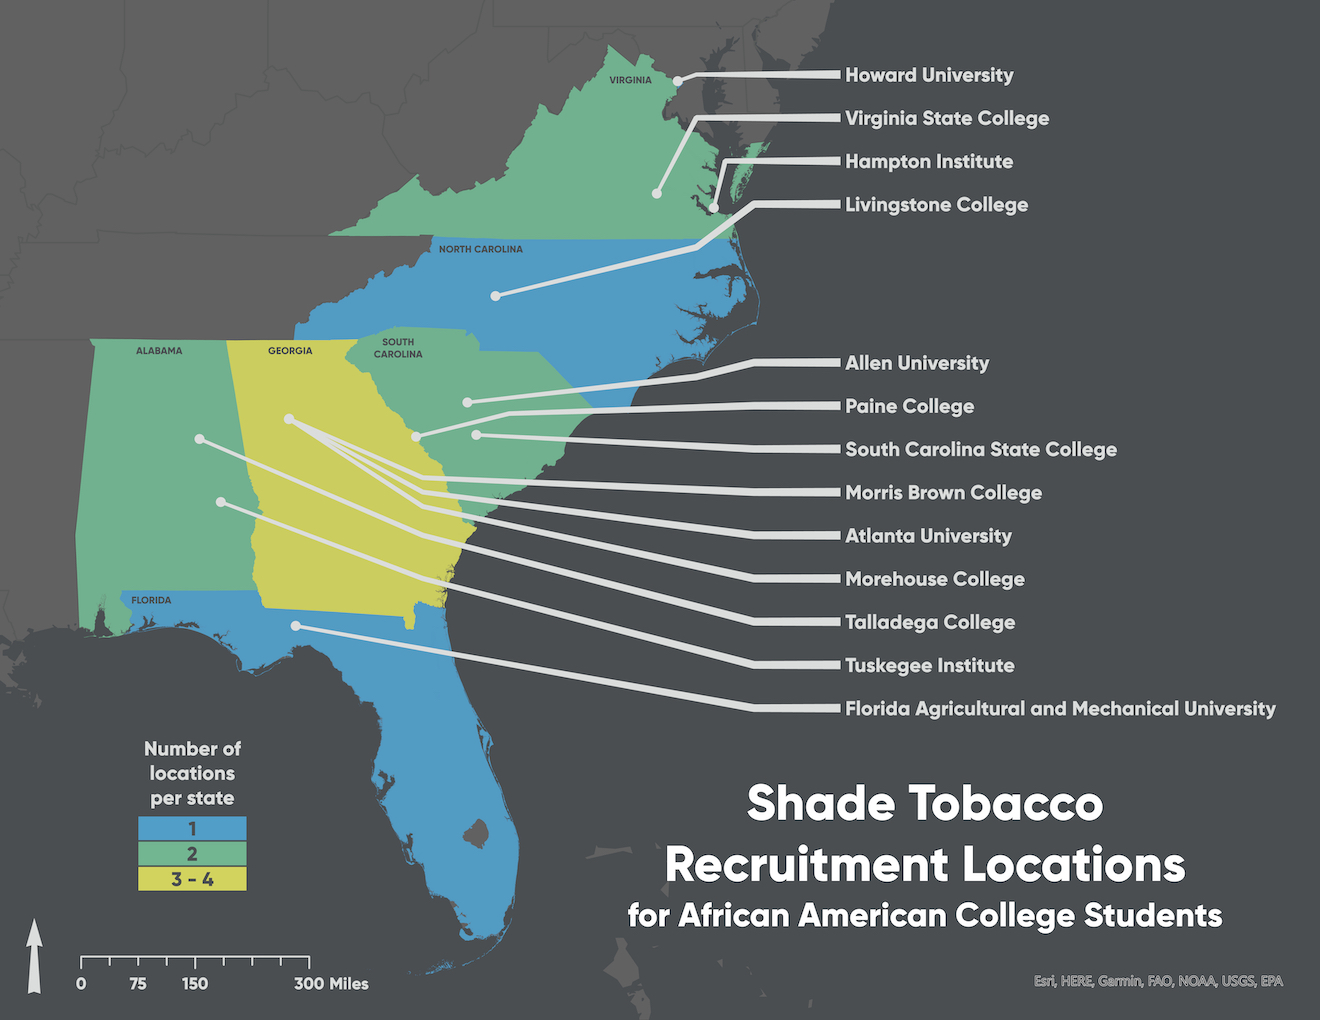 VIRGINIA
Howard University
Virginia State College
Hampton Institute
Livingstone College
NORTH CAROLINA
SOUTH
CAROLINA
ALABAMA
GEORGIA
Allen University
Paine College
South Carolina State College
Morris Brown College
Atlanta University
Morehouse College
Talladega College
Tuskegee Institute
FLORIDA
Florida Agricultural and Mechanical University
Number of
locations
per state
1
2
3 - 4
Shade Tobacco
Recruitment Locations
for African American College Students
0 75 150 300 Miles
Esri, HERE, Garmin, FAO, NOAA, USGS, EPA